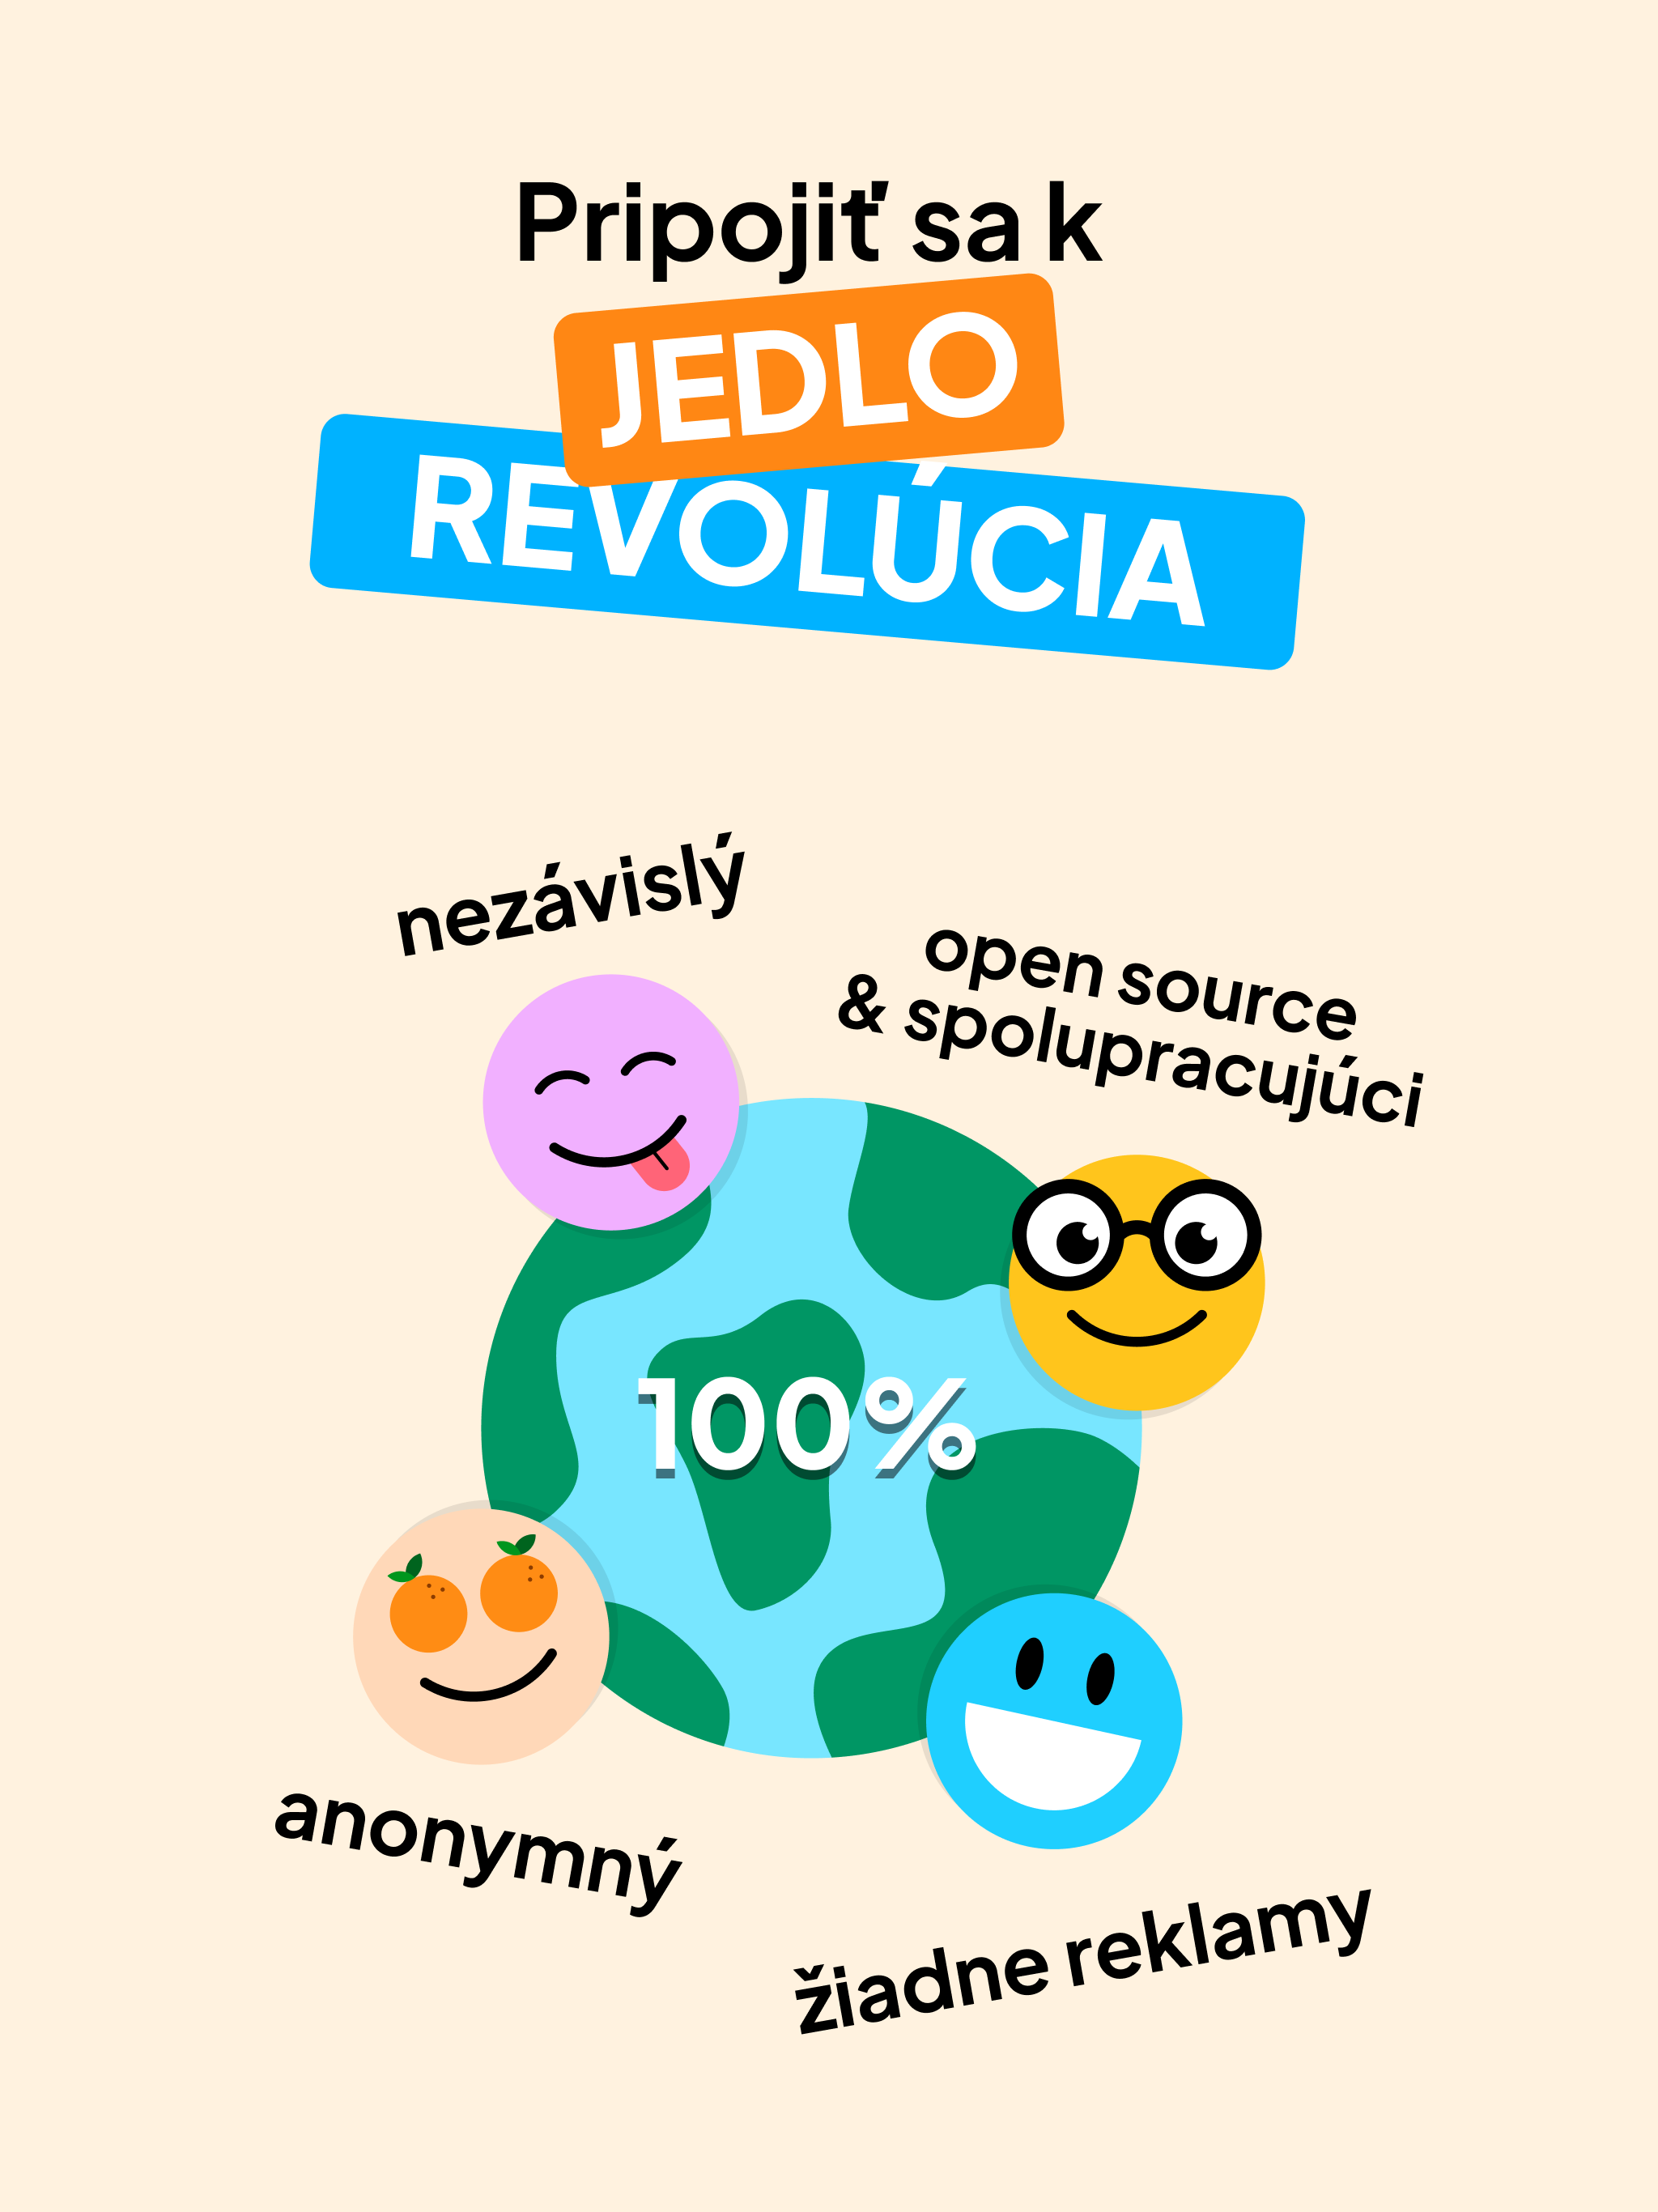 Pripojiť sa k
JEDLO
REVOLÚCIA
nezávislý
open source
& spolupracujúci
100%
anonymný
žiadne reklamy